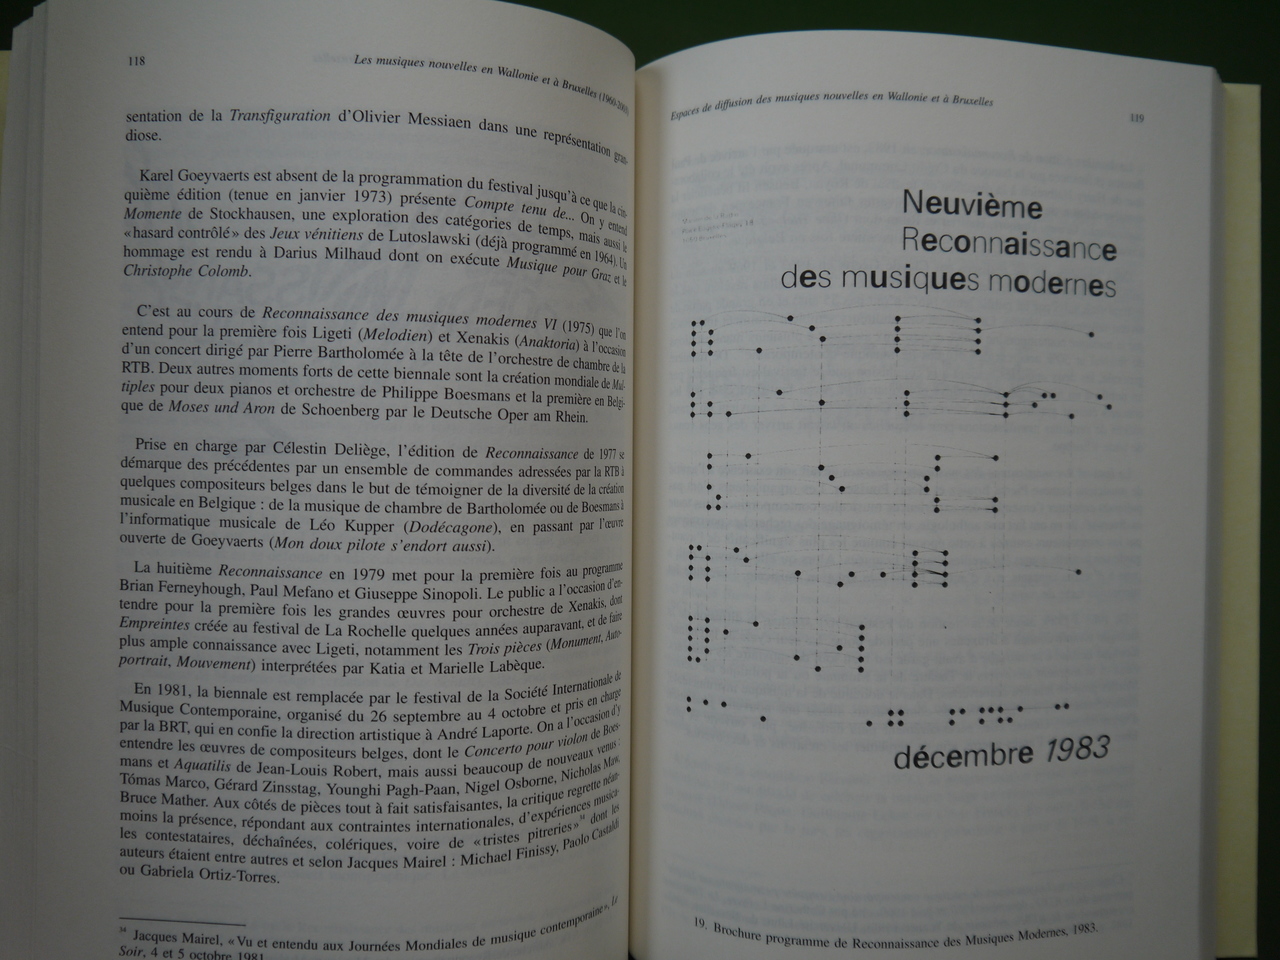 118
Les musiques nouvelles en Wallonie et à Bruxelles (1960-2003)
sentation de la Transfiguration d'Olivier Messiaen dans une représentation gran-
diose.
Karel Goeyvaerts est absent de la programmation du festival jusqu'à ce que la cin-
quième édition (tenue en janvier 1973) présente Compte tenu de... On y entend
Momente de Stockhausen, une exploration des catégories de temps, mais aussi le
«hasard contrôlé» des Jeux vénitiens de Lutoslawski (déjà programmé en 1964). Un
hommage est rendu à Darius Milhaud dont on exécute Musique pour Graz et le
Christophe Colomb.
C'est au cours de Reconnaissance des musiques modernes VI (1975) que l'on
entend pour la première fois Ligeti (Melodien) et Xenakis (Anaktoria) à l'occasion
d'un concert dirigé par Pierre Bartholomée à la tête de l'orchestre de chambre de la
RTB. Deux autres moments forts de cette biennale sont la création mondiale de Mul-
tiples pour deux pianos et orchestre de Philippe Boesmans et la première en Belgi-
que de Moses und Aron de Schoenberg par le Deutsche Oper am Rhein.
Prise en charge par Célestin Deliège, l'édition de Reconnaissance de 1977 se
démarque des précédentes par un ensemble de commandes adressées par la RTB à
quelques compositeurs belges dans le but de témoigner de la diversité de la création
musicale en Belgique : de la musique de chambre de Bartholomée ou de Boesmans à
l'informatique musicale de Léo Kupper (Dodécagone), en passant par l'œuvre
ouverte de Goeyvaerts (Mon doux pilote s'endort aussi).
La huitième Reconnaissance en 1979 met pour la première fois au programme
Brian Ferneyhough, Paul Mefano et Giuseppe Sinopoli. Le public a l'occasion d'en-
tendre pour la première fois les grandes œuvres pour orchestre de Xenakis, dont
Empreintes créée au festival de La Rochelle quelques années auparavant, et de faire
plus ample connaissance avec Ligeti, notamment les Trois pièces (Monument, Auto-
portrait, Mouvement) interprétées par Katia et Marielle Labèque.
En 1981, la biennale est remplacée par le festival de la Société Internationale de
Musique Contemporaine, organisé du 26 septembre au 4 octobre et pris en charge
par la BRT, qui en confie la direction artistique à André Laporte. On a l'occasion d'y
entendre les œuvres de compositeurs belges, dont le Concerto pour violon de Boes-
mans et Aquatilis de Jean-Louis Robert, mais aussi beaucoup de nouveaux venus :
Tómas Marco, Gérard Zinsstag, Younghi Pagh-Paan, Nigel Osborne, Nicholas Maw,
Bruce Mather. Aux côtés de pièces tout à fait satisfaisantes, la critique regrette néan-
moins la présence, répondant aux contraintes internationales, d'expériences musica-
les contestataires, déchaînées, colériques, voire de «tristes pitreries»34 dont les
auteurs étaient entre autres et selon Jacques Mairel : Michael Finissy, Paolo Castaldi
ou Gabriela Ortiz-Torres.
34 Jacques Mairel, «Vu et entendu aux Journées Mondiales de musique contemporaine», Le
Soir, 4 et 5 octobre 1981.
Espaces de diffusion des musiques nouvelles en Wallonie et à Bruxelles
119
Neuvième
Reconnaissance
des musiques modernes
décembre 1983
19. Brochure programme de Reconnaissance des Musiques Modernes, 1983.